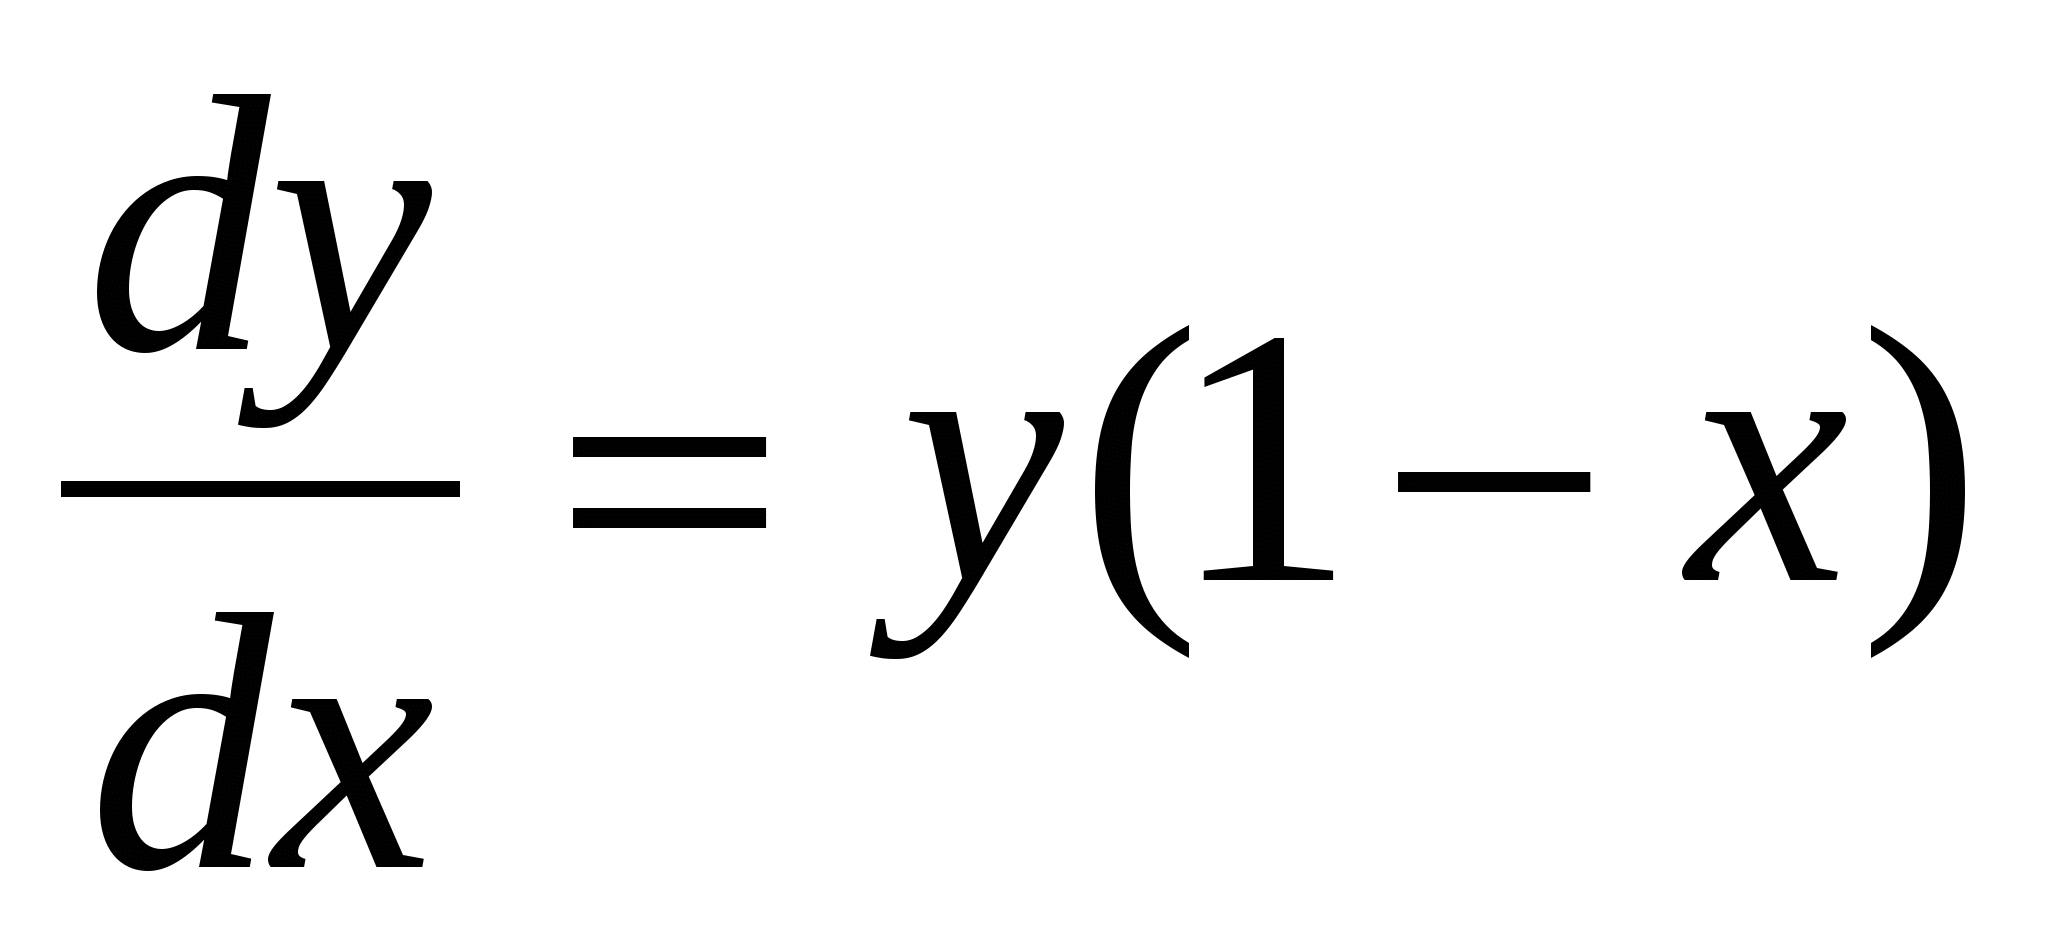 dy/dx = y(1 − x)